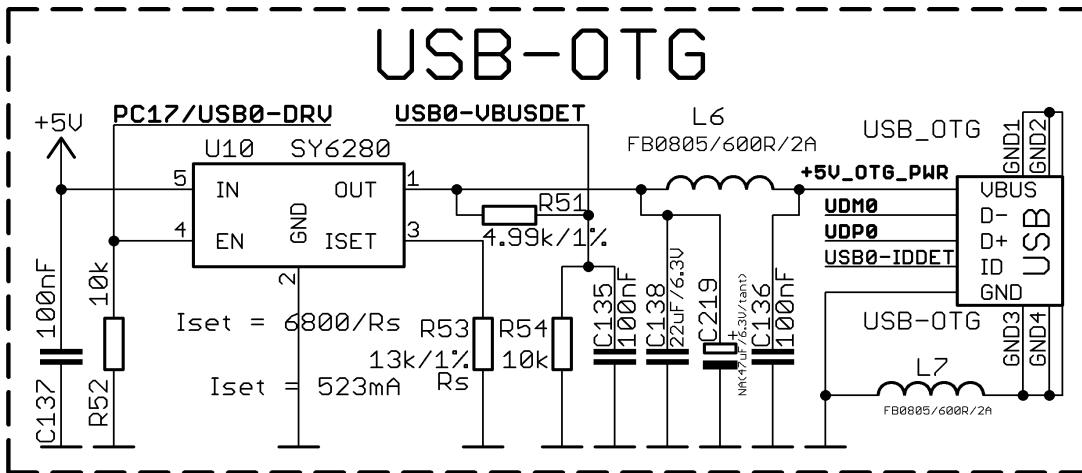 USB-OTG
PC17/USB0-DRV
USB0-VBUSDET
+5V
U10 SY6280
5 IN OUT 1
4 EN GND ISET 3
2
L6
FB0805/600R/2A
+5V_OTG_PWR
R51
4.99k/1%
USB_OTG
GND1
GND2
VBUS
UDM0 D-
UDP0 D+
USB0-IDDET ID
GND
USB
USB-OTG
GND3
GND4
C137
100nF
R52
10k
Iset = 6800/Rs
Iset = 523mA
R53
13k/1%
Rs
R54
10k
C135
100nF
C138
22uF/6.3V
C219
+
NA(47uF/6.3V/tant)
C136
100nF
L7
FB0805/600R/2A